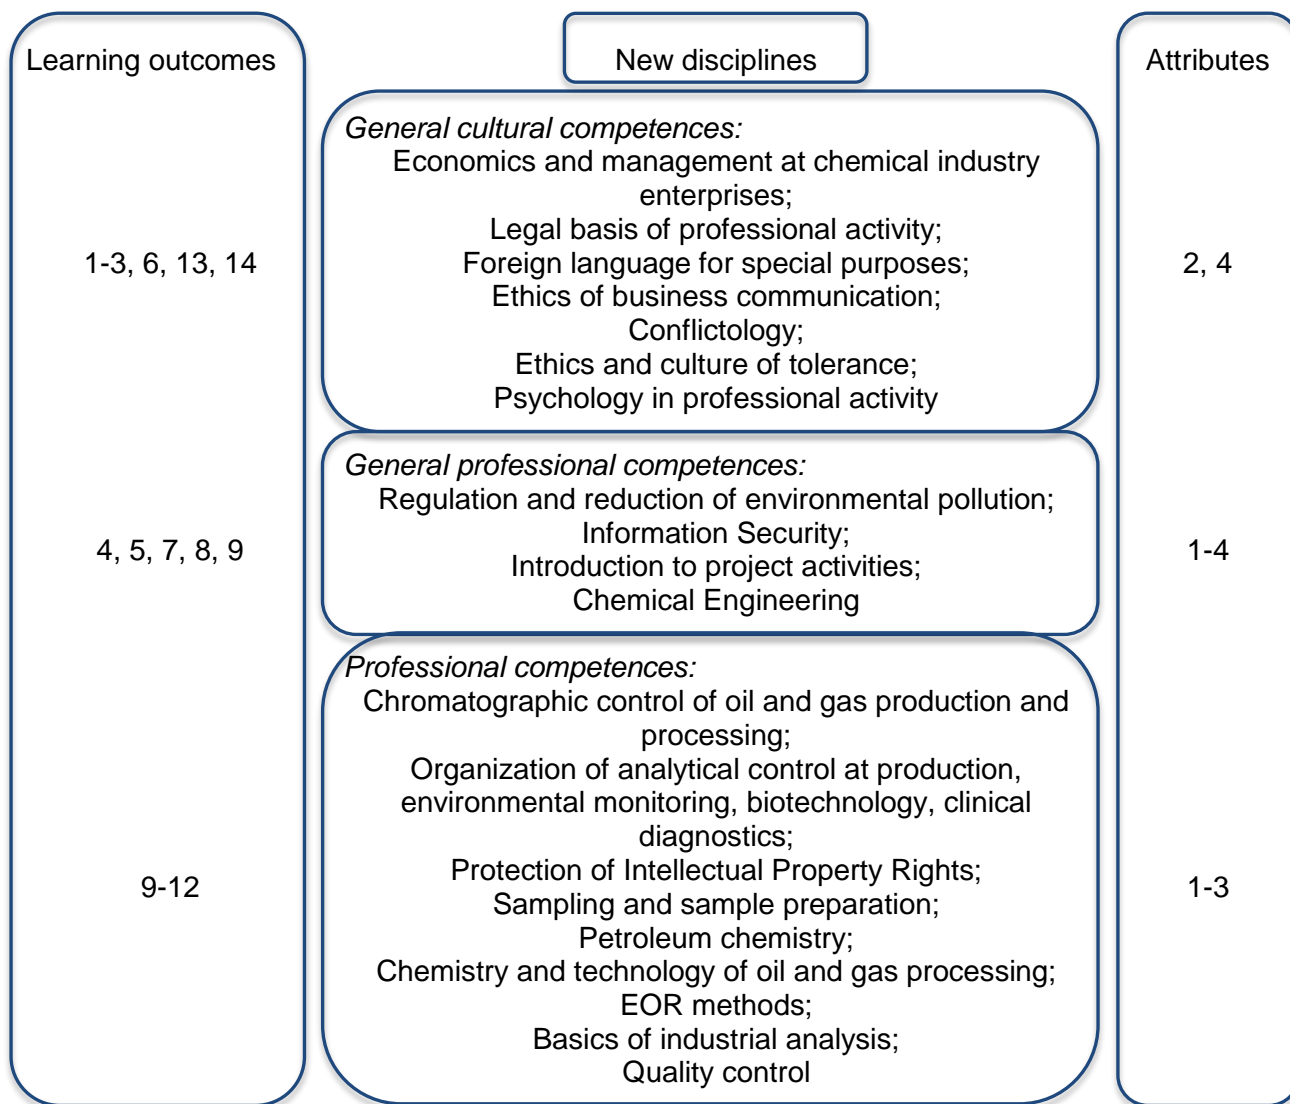 Learning outcomes
New disciplines
Attributes
General cultural competences:
Economics and management at chemical industry
enterprises;
Legal basis of professional activity;
1-3, 6, 13, 14
Foreign language for special purposes;
2, 4
Ethics of business communication;
Conflictology;
Ethics and culture of tolerance;
Psychology in professional activity
General professional competences:
Regulation and reduction of environmental pollution;
Information Security;
4, 5, 7, 8, 9
1-4
Introduction to project activities;
Chemical Engineering
Professional competences:
Chromatographic control of oil and gas production and
processing;
Organization of analytical control at production,
environmental monitoring, biotechnology, clinical
diagnostics;
Protection of Intellectual Property Rights;
9-12
1-3
Sampling and sample preparation;
Petroleum chemistry;
Chemistry and technology of oil and gas processing;
EOR methods;
Basics of industrial analysis;
Quality control